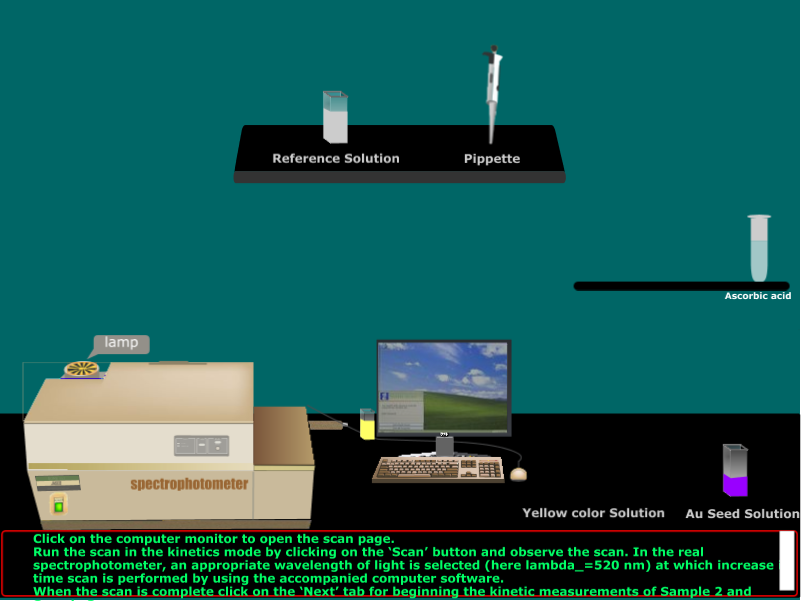 Reference Solution
Pippette
Ascorbic acid
lamp
spectrophotometer
Yellow color Solution
Au Seed Solution
Click on the computer monitor to open the scan page.
Run the scan in the kinetics mode by clicking on the ‘Scan’ button and observe the scan. In the real
spectrophotometer, an appropriate wavelength of light is selected (here lambda_=520 nm) at which increase
time scan is performed by using the accompanied computer software.
When the scan is complete click on the ‘Next’ tab for beginning the kinetic measurements of Sample 2 and